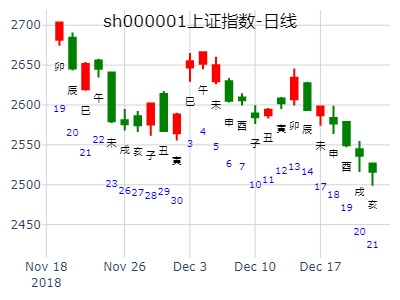 sh000001上证指数-日线
2700
2650
2600
2550
2500
2450
卯
辰
巳
午
未
戌
亥
子
丑
寅
巳
午
未
申
酉
子
丑
寅
卯
辰
未
申
酉
戌
亥
19
20
21
22
23
26
27
28
29
30
3
4
5
6
7
10
11
12
13
14
17
18
19
20
21
Nov 18
2018
Nov 26
Dec 3
Dec 10
Dec 17